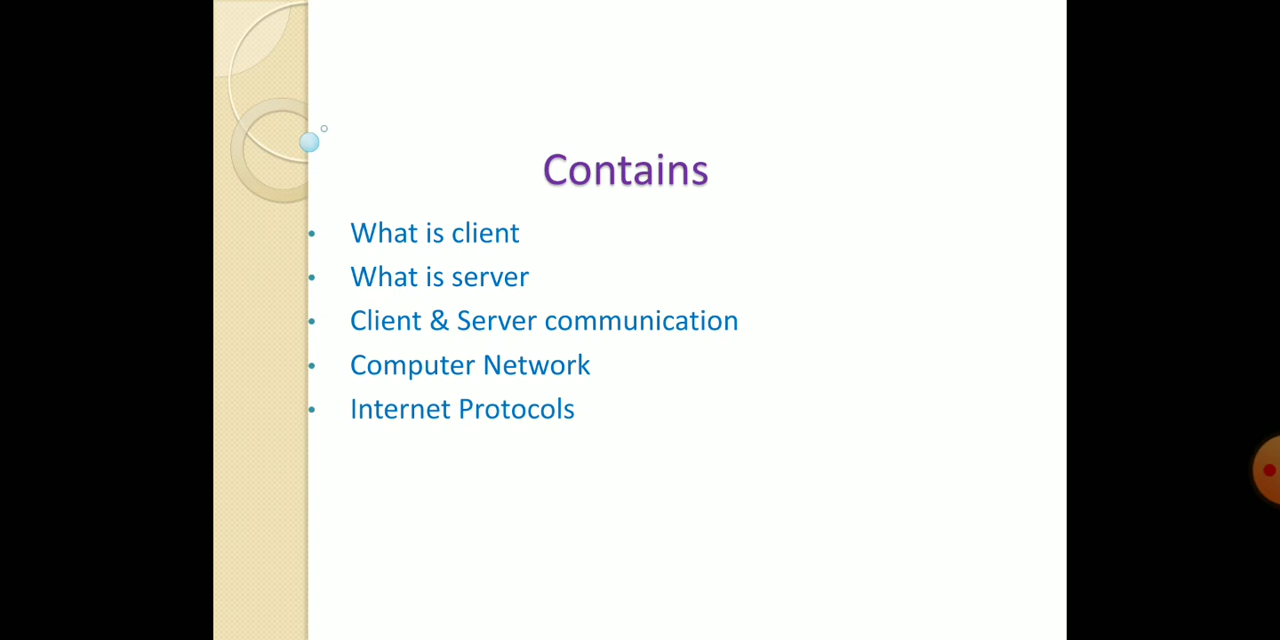 Contains
• What is client
• What is server
• Client & Server communication
• Computer Network
• Internet Protocols